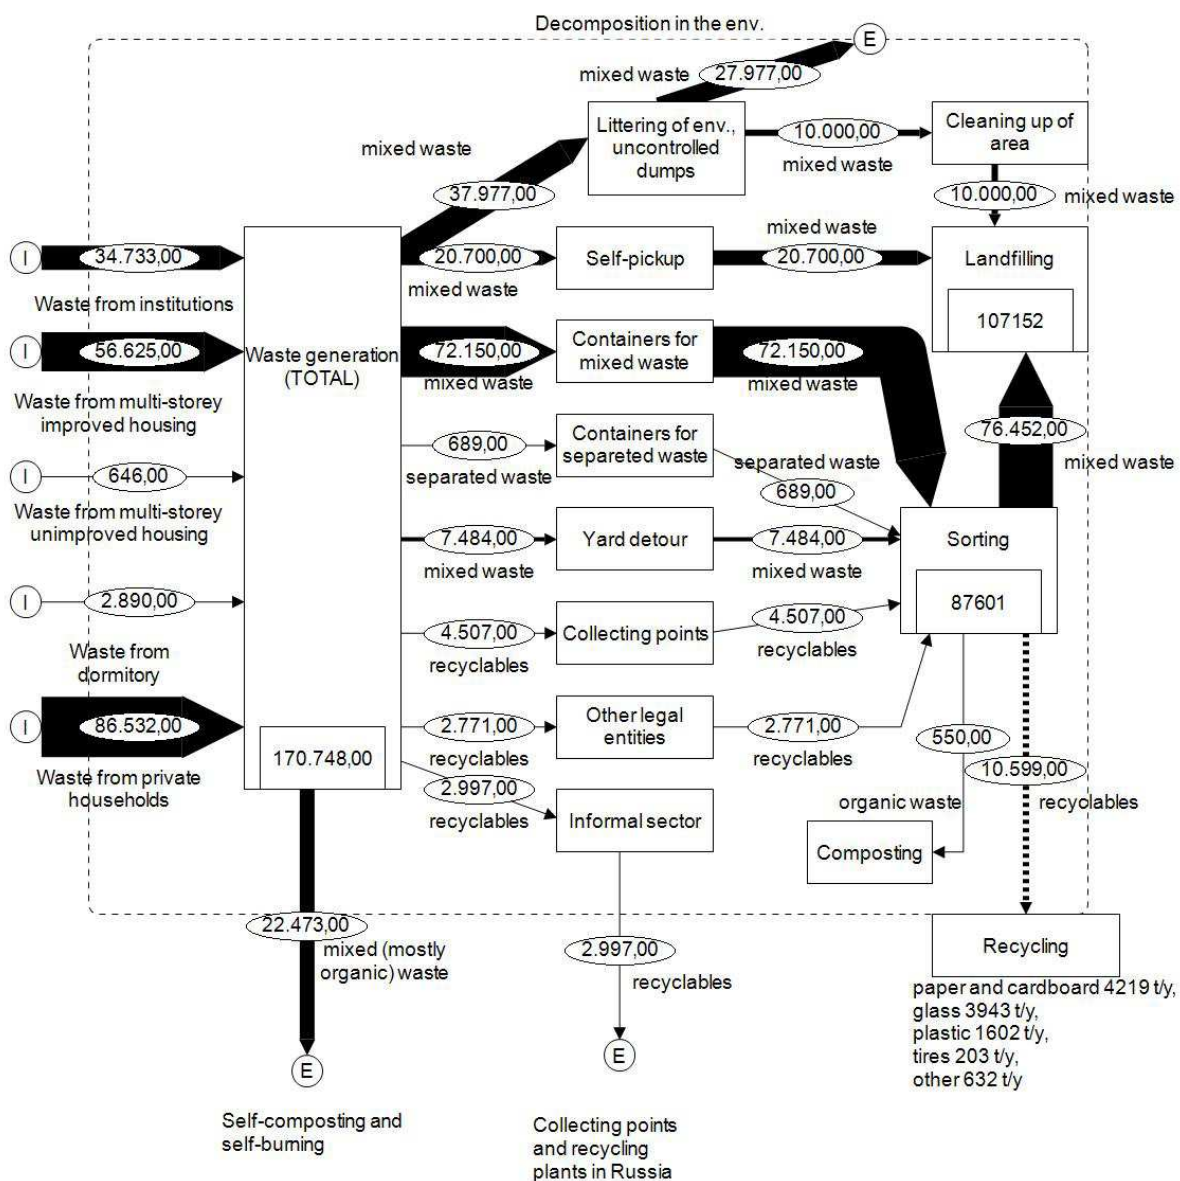 Decomposition in the env.
E
mixed waste
27.977,00
Littering of env.,
uncontrolled
dumps
10.000,00
mixed waste
Cleaning up of
area
mixed waste
37.977,00
10.000,00
mixed waste
I
34.733,00
Waste from institutions
20.700,00
mixed waste
Self-pickup
mixed waste
20.700,00
Landfilling
107152
I
56.625,00
Waste from multi-storey
improved housing
Waste generation
(TOTAL)
72.150,00
mixed waste
Containers for
mixed waste
72.150,00
mixed waste
76.452,00
mixed waste
I
646,00
Waste from multi-storey
unimproved housing
689,00
separated waste
Containers for
separeted waste
separated waste
689,00
7.484,00
mixed waste
Yard detour
7.484,00
mixed waste
Sorting
87601
I
2.890,00
Waste from
dormitory
4.507,00
recyclables
Collecting points
4.507,00
recyclables
I
86.532,00
Waste from private
households
170.748,00
2.771,00
recyclables
Other legal
entities
2.771,00
recyclables
550,00
organic waste
10.599,00
recyclables
2.997,00
recyclables
Informal sector
Composting
22.473,00
mixed (mostly
organic) waste
2.997,00
recyclables
Recycling
paper and cardboard 4219 t/y,
glass 3943 t/y,
plastic 1602 t/y,
tires 203 t/y,
other 632 t/y
E
E
Self-composting and
self-burning
Collecting points
and recycling
plants in Russia